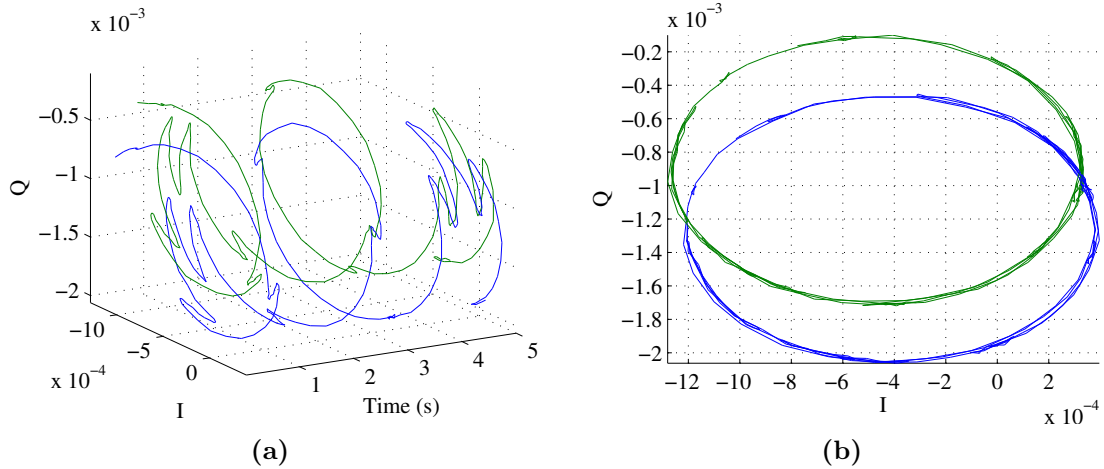 x 10⁻³
−0.5
−1
−1.5
−2
Q
−10
−5
0
x 10⁻⁴
I
1
2
3
4
5
Time (s)
(a)
x 10⁻³
−0.2
−0.4
−0.6
−0.8
−1
−1.2
−1.4
−1.6
−1.8
−2
Q
−12 −10 −8 −6 −4 −2 0 2
I
x 10⁻⁴
(b)